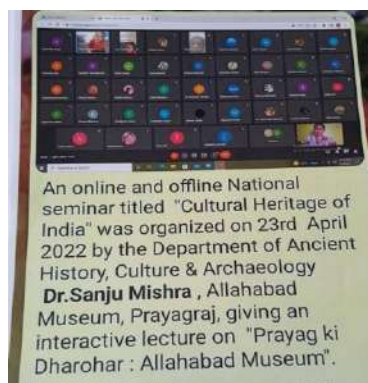 An online and offline National
seminar titled "Cultural Heritage of
India" was organized on 23rd April
2022 by the Department of Ancient
History, Culture & Archaeology
Dr.Sanju Mishra , Allahabad
Museum, Prayagraj, giving an
interactive lecture on "Prayag ki
Dharohar : Allahabad Museum".